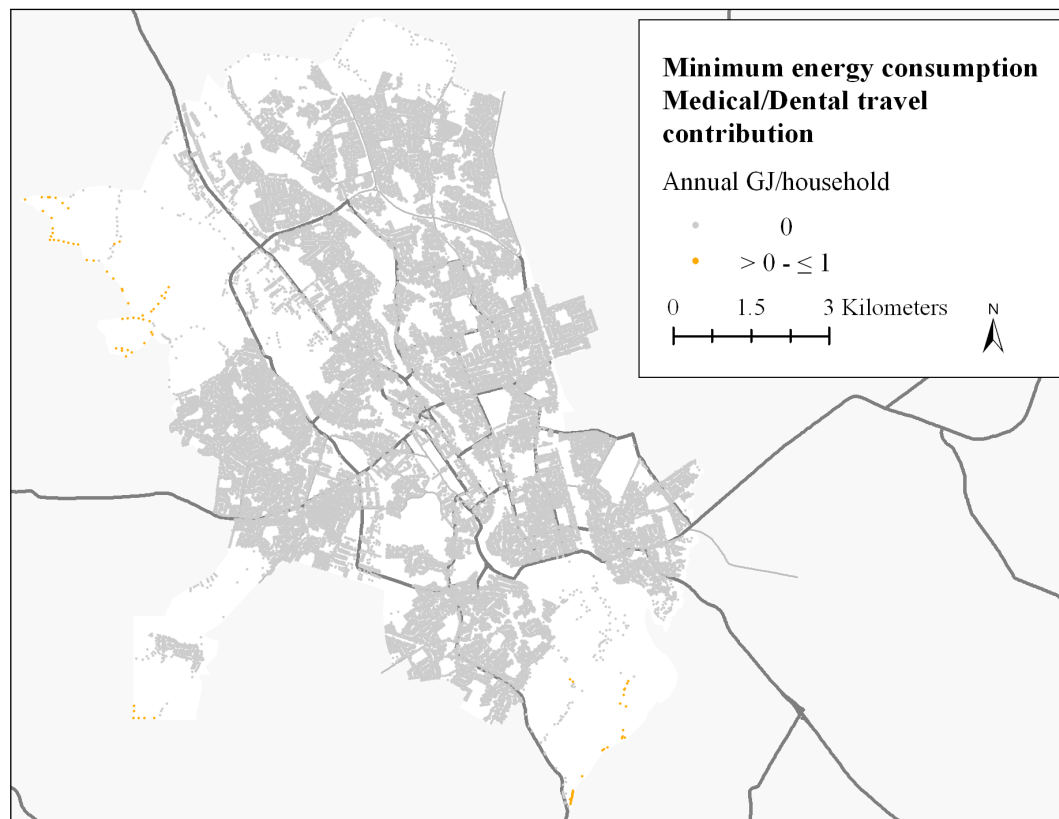 Minimum energy consumption
Medical/Dental travel
contribution
Annual GJ/household
0
> 0 - ≤ 1
0 1.5 3 Kilometers
N